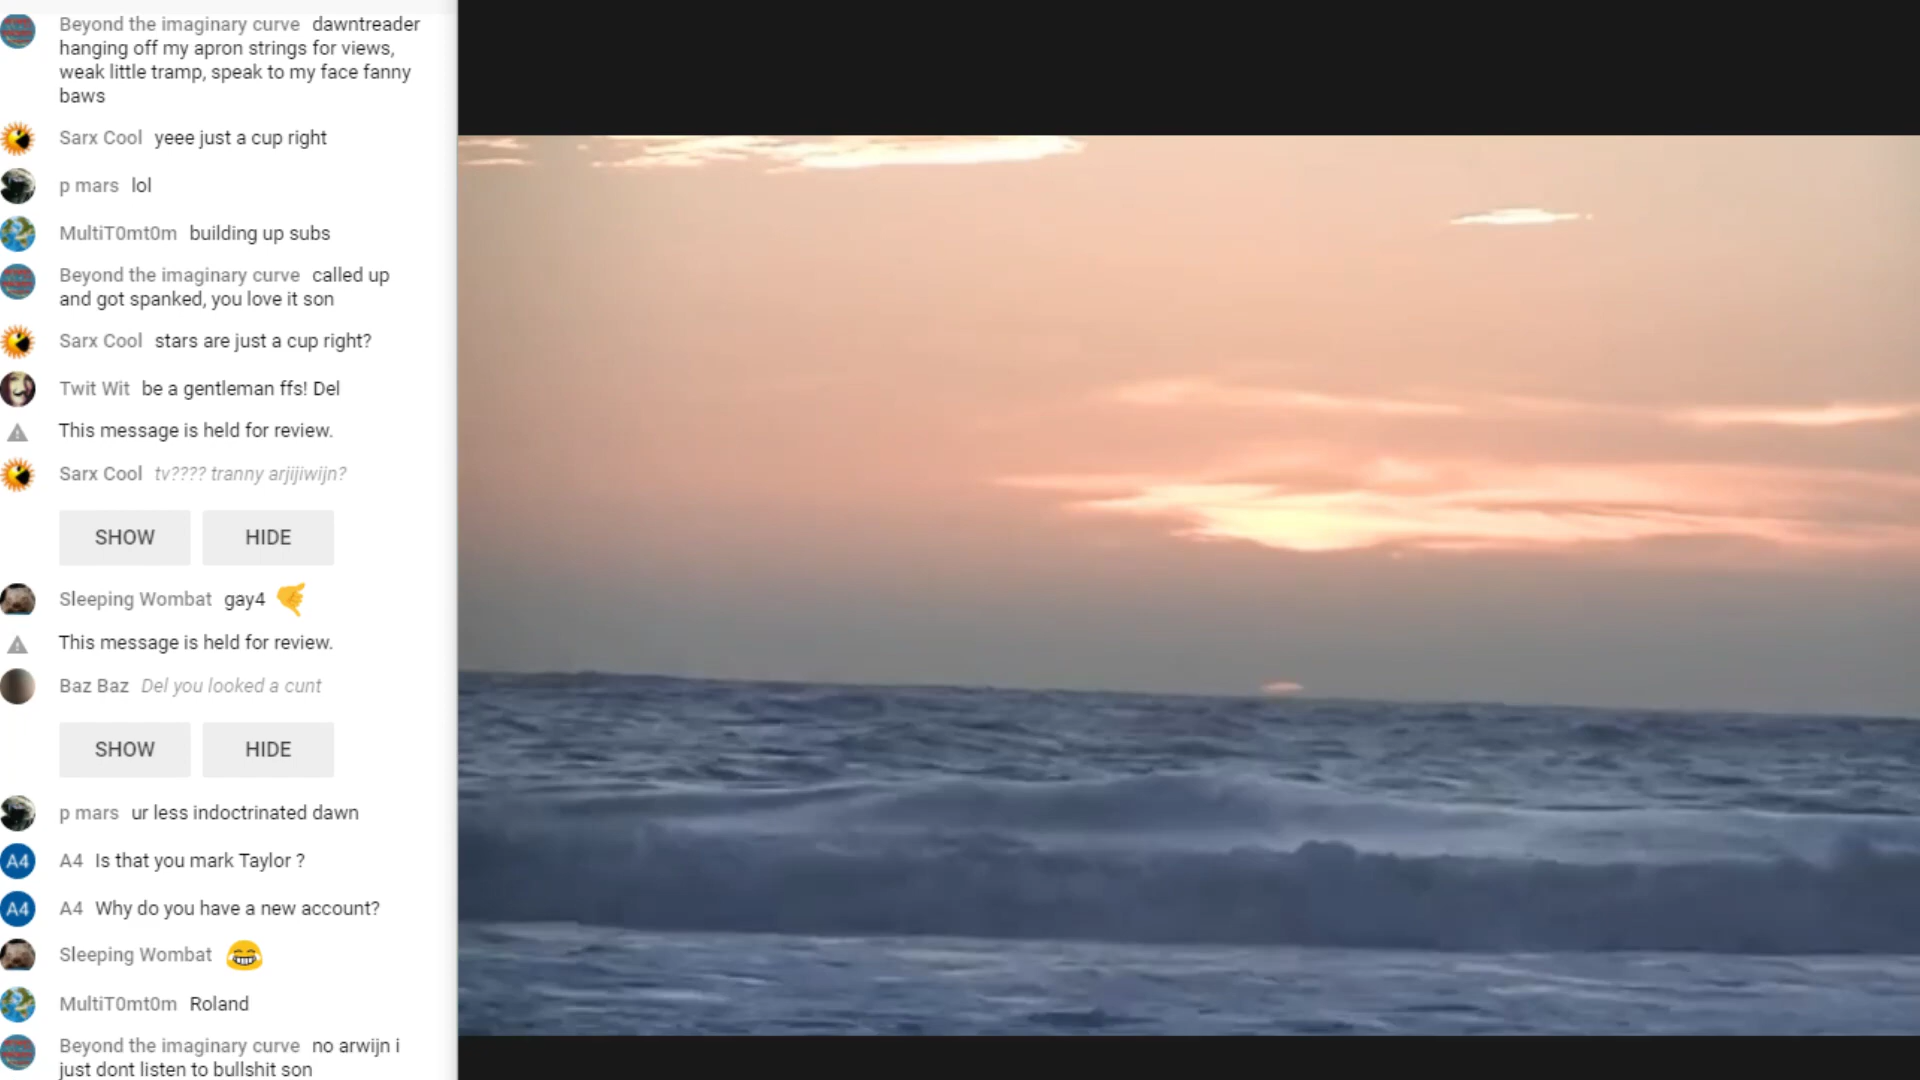 Beyond the imaginary curve dawntreader
hanging off my apron strings for views,
weak little tramp, speak to my face fanny
baws
Sarx Cool yeee just a cup right
p mars lol
MultiT0mt0m building up subs
Beyond the imaginary curve called up
and got spanked, you love it son
Sarx Cool stars are just a cup right?
Twit Wit be a gentleman ffs! Del
This message is held for review.
Sarx Cool tv???? tranny arjijiwijn?
SHOW HIDE
Sleeping Wombat gay4 🤙
This message is held for review.
Baz Baz Del you looked a cunt
SHOW HIDE
p mars ur less indoctrinated dawn
A4 A4 Is that you mark Taylor ?
A4 A4 Why do you have a new account?
Sleeping Wombat 😂
MultiT0mt0m Roland
Beyond the imaginary curve no arwijn i
just dont listen to bullshit son